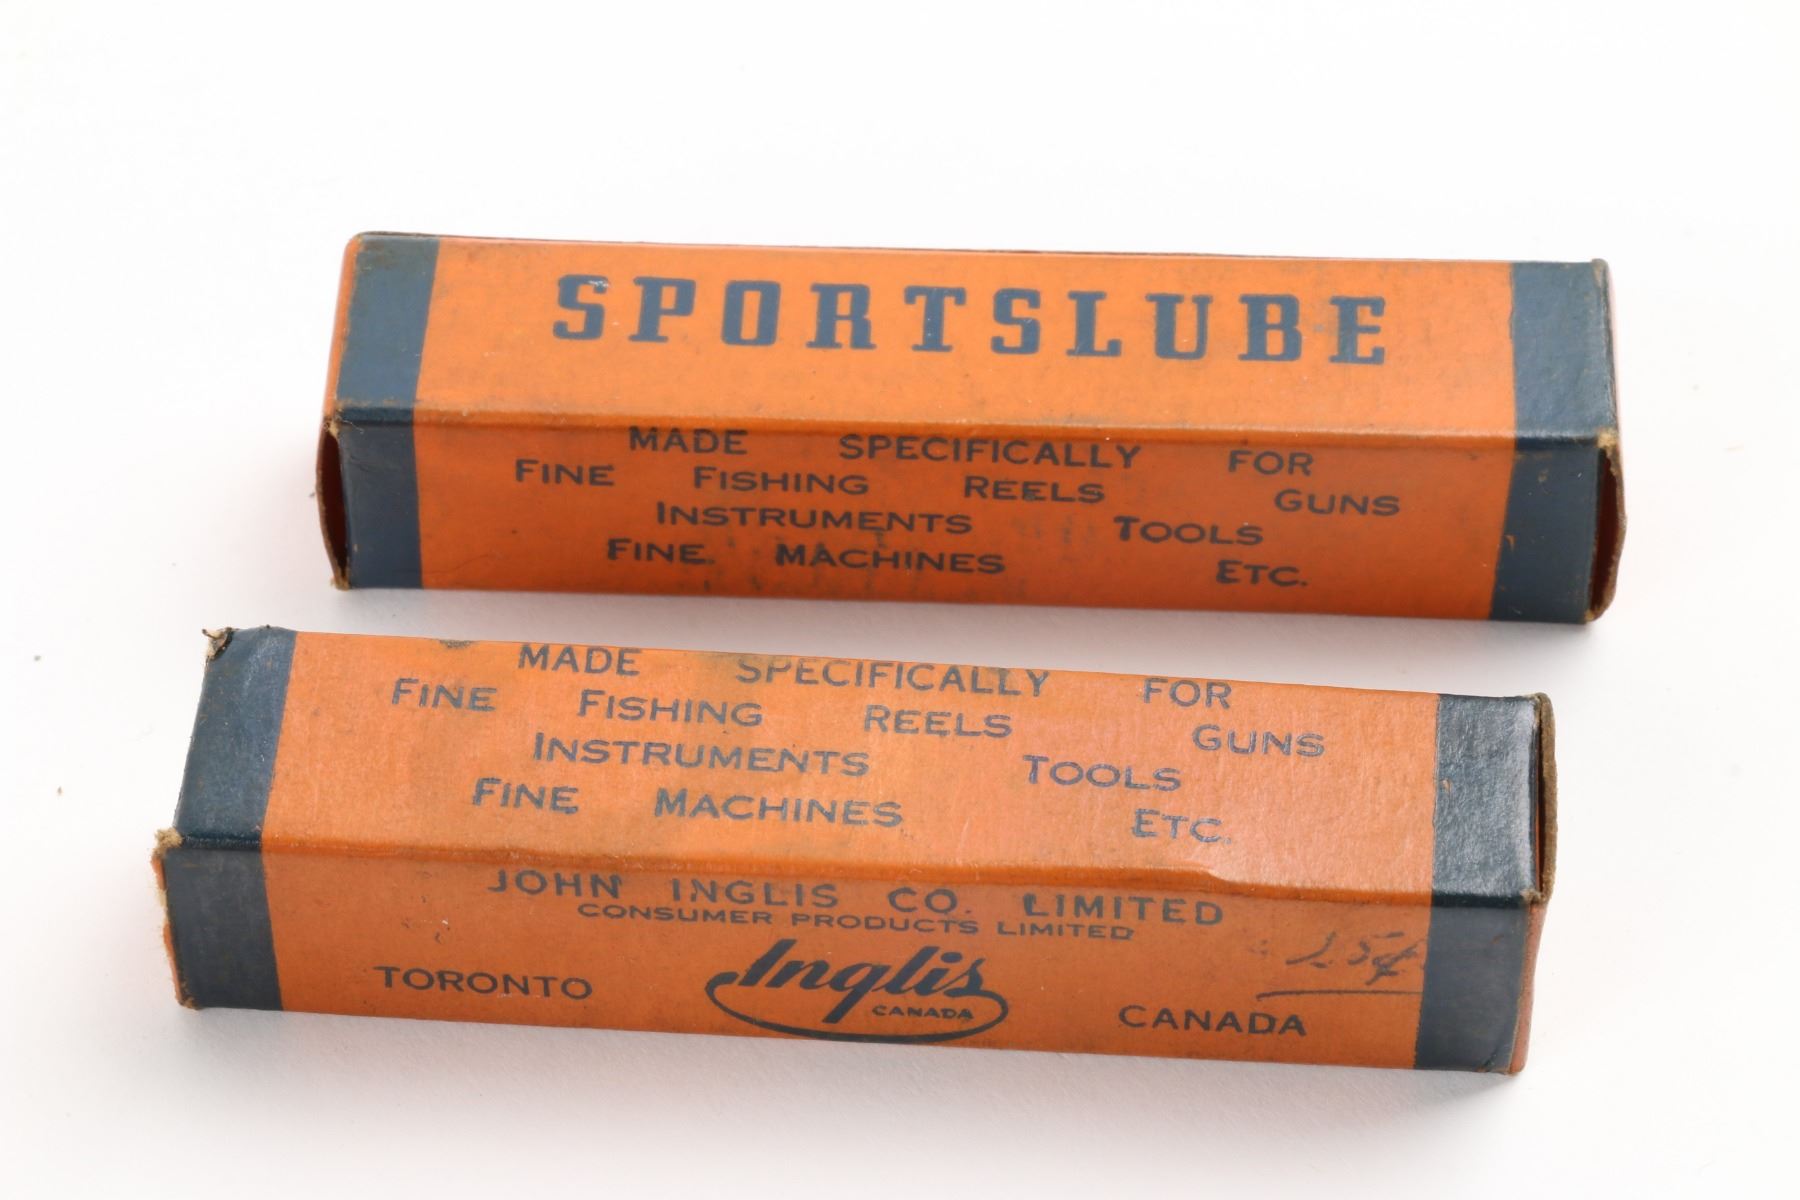 SPORTSLUBE
MADE SPECIFICALLY FOR
FINE FISHING REELS GUNS
INSTRUMENTS TOOLS
FINE MACHINES ETC.
MADE SPECIFICALLY FOR
FINE FISHING REELS GUNS
INSTRUMENTS TOOLS
FINE MACHINES ETC.
JOHN INGLIS CO. LIMITED
CONSUMER PRODUCTS LIMITED
TORONTO Inglis CANADA CANADA
25¢